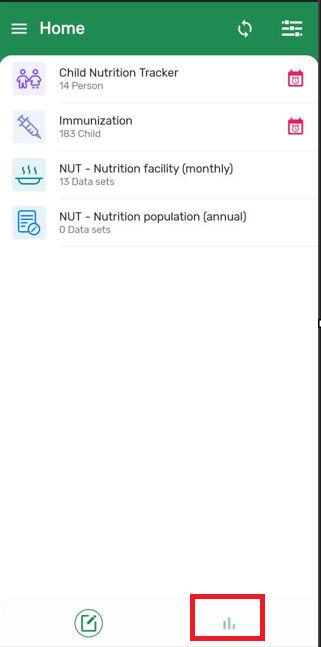 Home
Child Nutrition Tracker
14 Person
Immunization
183 Child
NUT - Nutrition facility (monthly)
13 Data sets
NUT - Nutrition population (annual)
0 Data sets